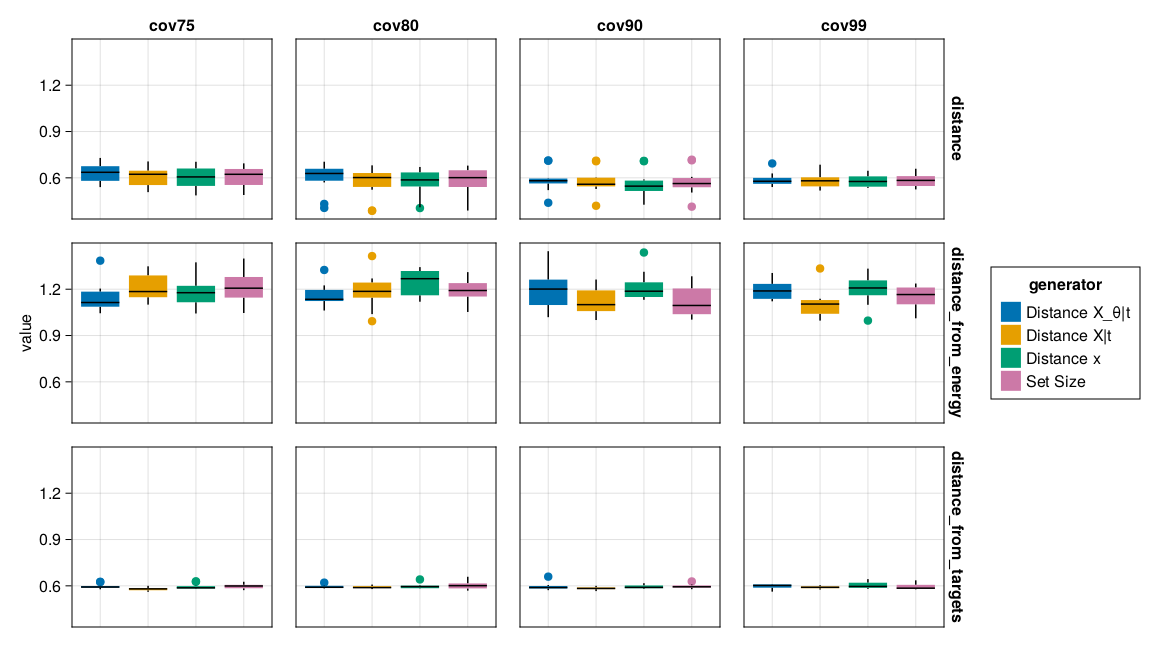 cov75 cov80 cov90 cov99
1.2
0.9
0.6
distance
1.2
0.9
0.6
distance_from_energy
value
1.2
0.9
0.6
distance_from_targets
generator
Distance X_θ|t
Distance X|t
Distance x
Set Size